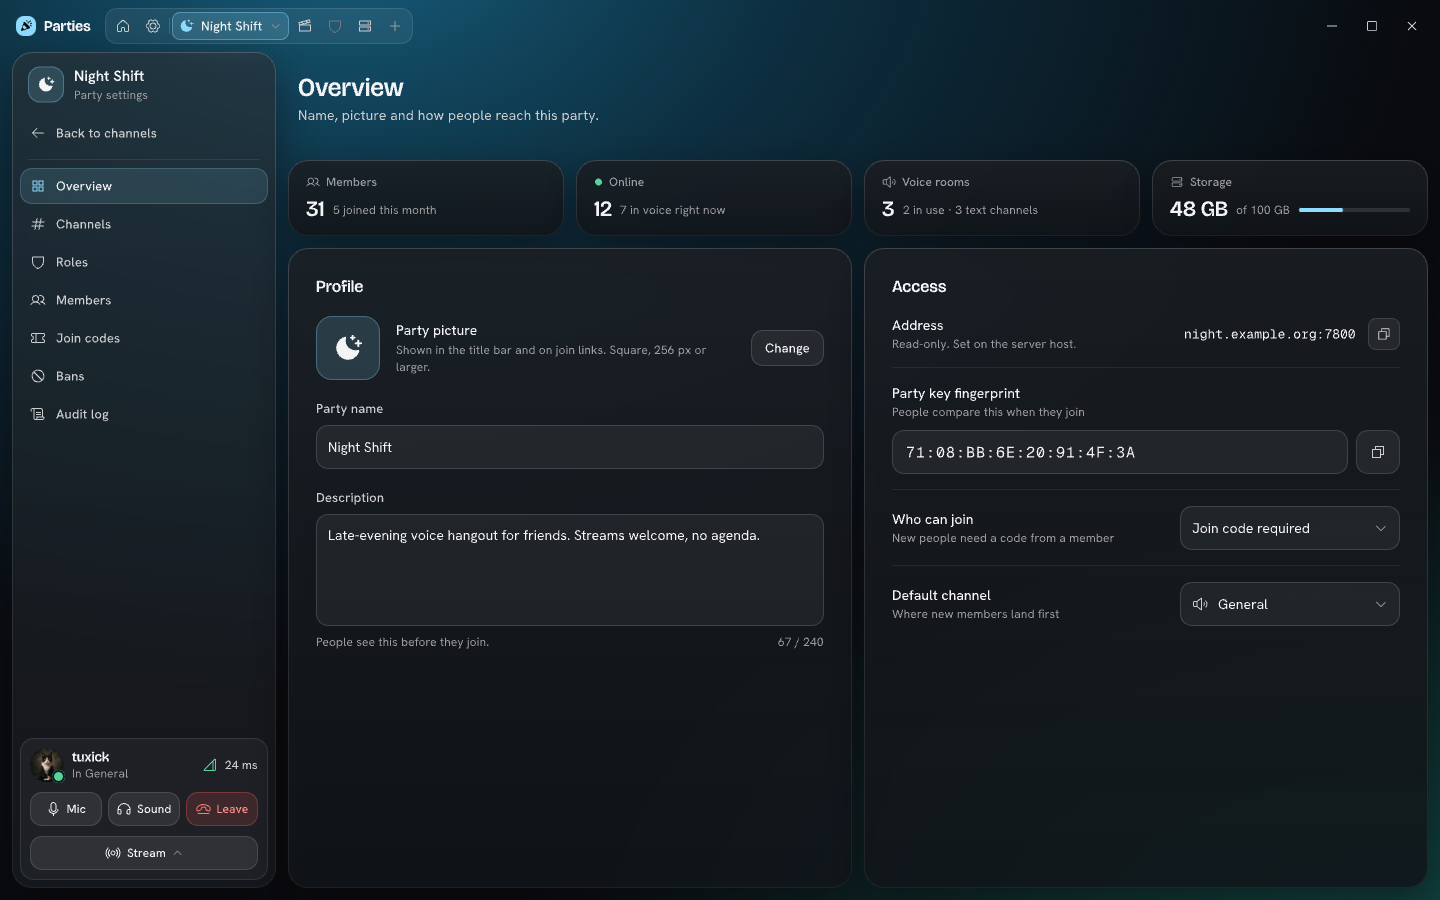 Parties
Night Shift
Night Shift
Party settings
Back to channels
Overview
Channels
Roles
Members
Join codes
Bans
Audit log
tuxick
In General
24 ms
Mic
Sound
Leave
Stream
Overview
Name, picture and how people reach this party.
Members
31 5 joined this month
Online
12 7 in voice right now
Voice rooms
3 2 in use · 3 text channels
Storage
48 GB of 100 GB
Profile
Party picture
Shown in the title bar and on join links. Square, 256 px or
larger.
Change
Party name
Night Shift
Description
Late-evening voice hangout for friends. Streams welcome, no agenda.
People see this before they join.
67 / 240
Access
Address
Read-only. Set on the server host.
night.example.org:7800
Party key fingerprint
People compare this when they join
71:08:BB:6E:20:91:4F:3A
Who can join
New people need a code from a member
Join code required
Default channel
Where new members land first
General